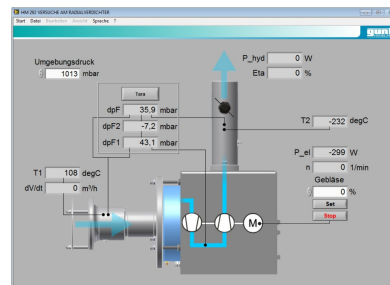 HM 292 VERSUCHE AM RADIALVERDICHTER
Start Datei Bearbeiten Ansicht Sprache ?
gunt
Umgebungsdruck
1013 mbar
P_hyd 0 W
Eta 0 %
Tara
dpF 35,9 mbar
dpF2 -7,2 mbar
dpF1 43,1 mbar
T2 -232 degC
T1 108 degC
dV/dt 0 m³/h
P_el -299 W
n 0 1/min
Gebläse
0 %
Set
Stop
M